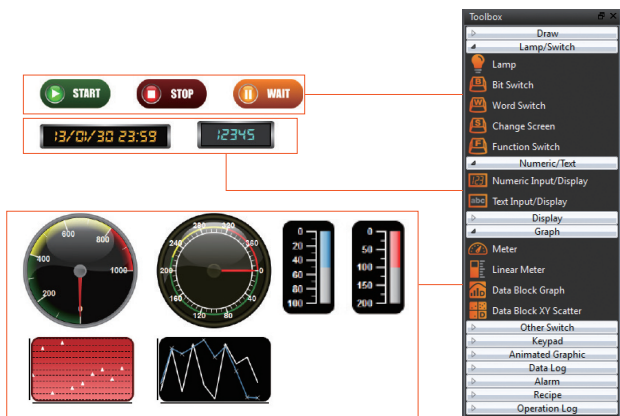 START
STOP
WAIT
13/01/30 23:59
12345
0
200
400
600
800
1000
0
40
80
120
160
200
240
280
320
360
0
20
40
60
80
100
0
50
100
150
200
Toolbox
Draw
Lamp/Switch
Lamp
B Bit Switch
W Word Switch
S Change Screen
F Function Switch
Numeric/Text
123 Numeric Input/Display
abc Text Input/Display
Display
Graph
Meter
Linear Meter
Data Block Graph
Data Block XY Scatter
Other Switch
Keypad
Animated Graphic
Data Log
Alarm
Recipe
Operation Log